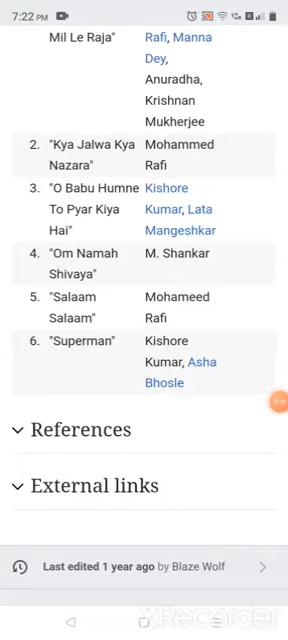 7:22 PM
Mil Le Raja" Rafi, Manna
Dey,
Anuradha,
Krishnan
Mukherjee
2. "Kya Jalwa Kya Mohammed
Nazara" Rafi
3. "O Babu Humne Kishore
To Pyar Kiya Kumar, Lata
Hai" Mangeshkar
4. "Om Namah M. Shankar
Shivaya"
5. "Salaam Mohameed
Salaam" Rafi
6. "Superman" Kishore
Kumar, Asha
Bhosle
References
External links
Last edited 1 year ago by Blaze Wolf
XRecorder